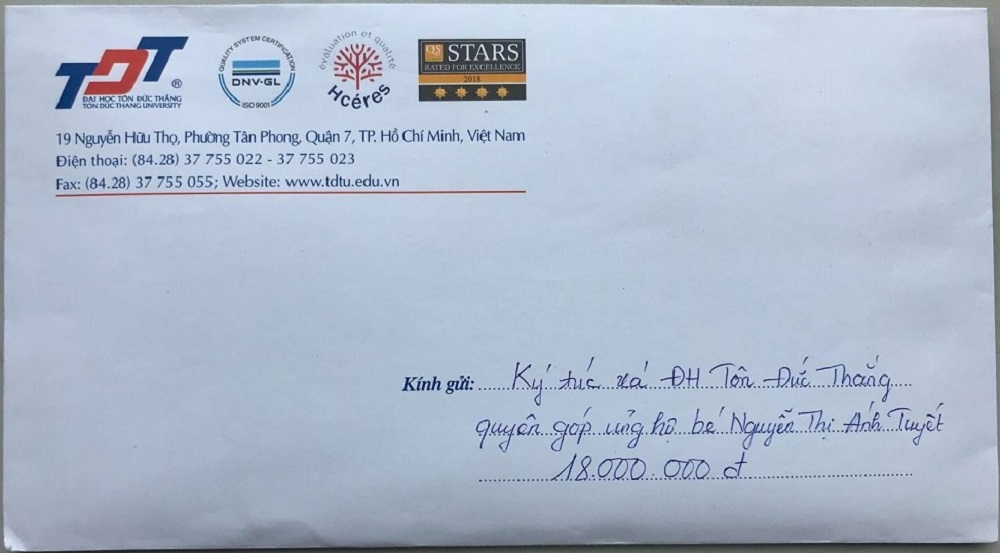 TDT ®
ĐẠI HỌC TÔN ĐỨC THẮNG
TON DUC THANG UNIVERSITY
QUALITY SYSTEM CERTIFICATION
DNV·GL
ISO 9001
évaluation et qualité
Hcéres
QS STARS
RATED FOR EXCELLENCE
2018
19 Nguyễn Hữu Thọ, Phường Tân Phong, Quận 7, TP. Hồ Chí Minh, Việt Nam
Điện thoại: (84.28) 37 755 022 - 37 755 023
Fax: (84.28) 37 755 055; Website: www.tdtu.edu.vn
Kính gửi: Ký túc xá ĐH Tôn Đức Thắng
quyên góp ủng hộ bé Nguyễn Thị Ánh Tuyết
18.000.000 đ